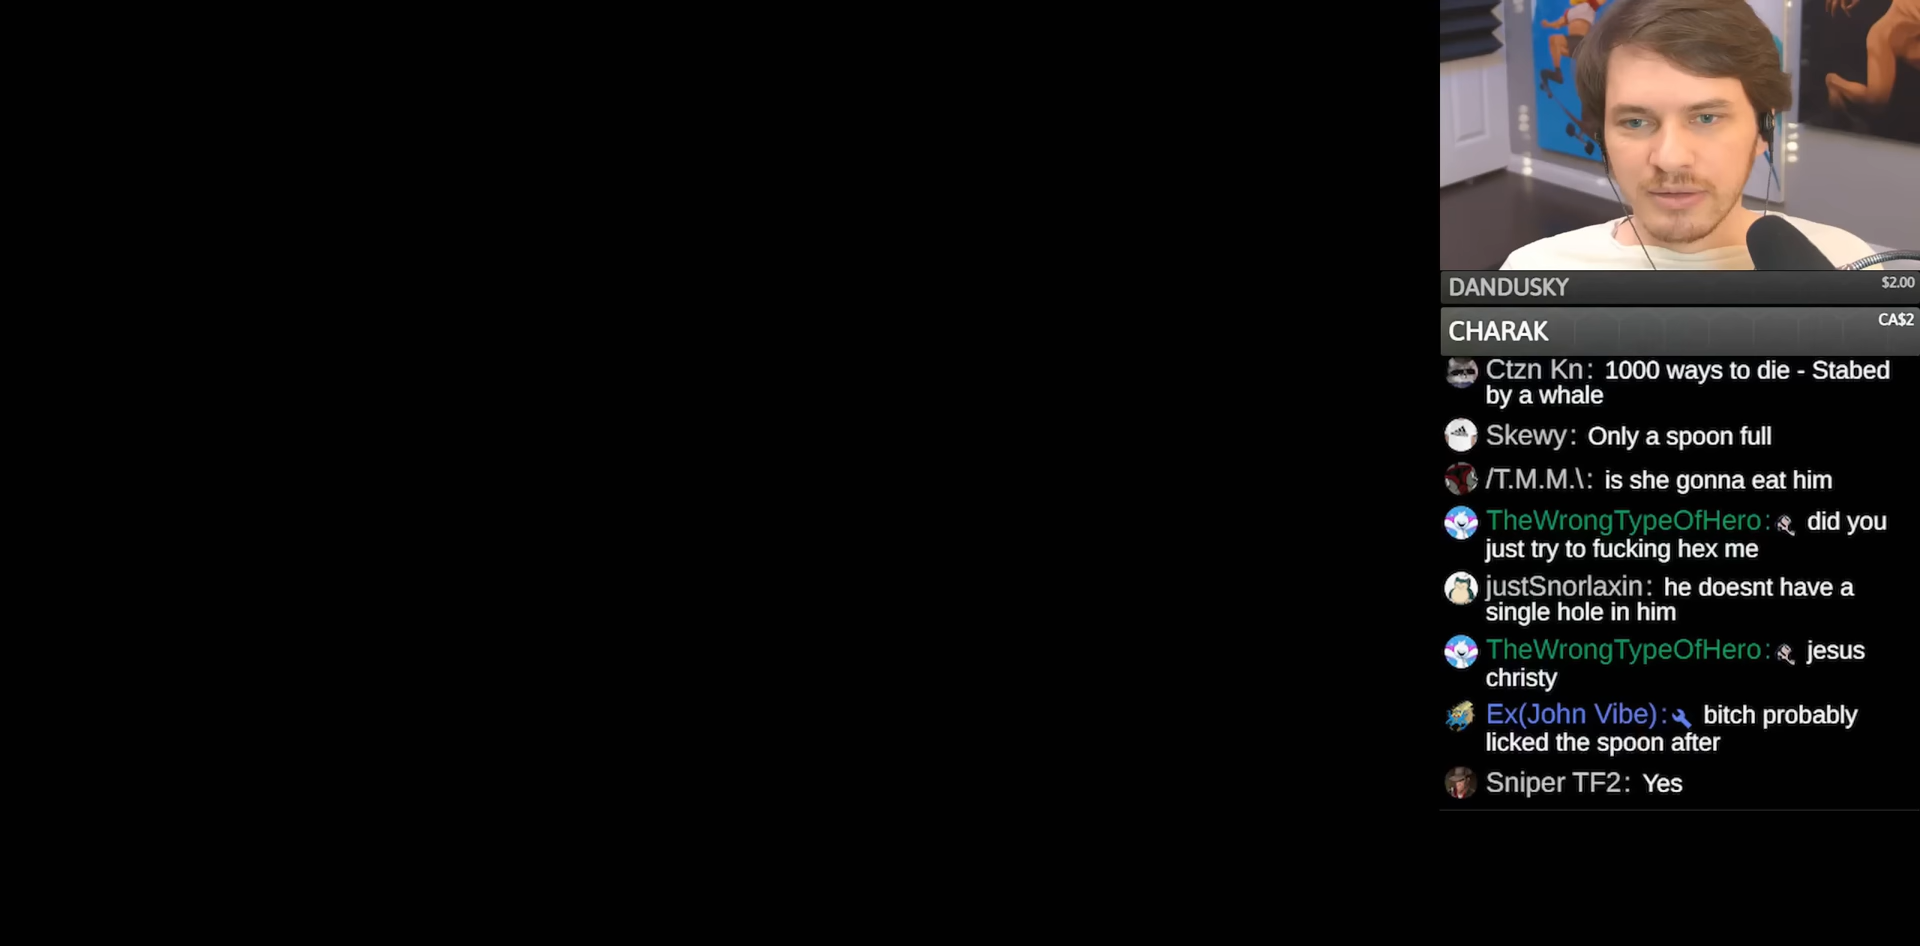 DANDUSKY $2.00
CHARAK CA$2
Ctzn Kn: 1000 ways to die - Stabed
by a whale
Skewy: Only a spoon full
/T.M.M.\: is she gonna eat him
TheWrongTypeOfHero: did you
just try to fucking hex me
justSnorlaxin: he doesnt have a
single hole in him
TheWrongTypeOfHero: jesus
christy
Ex(John Vibe): bitch probably
licked the spoon after
Sniper TF2: Yes